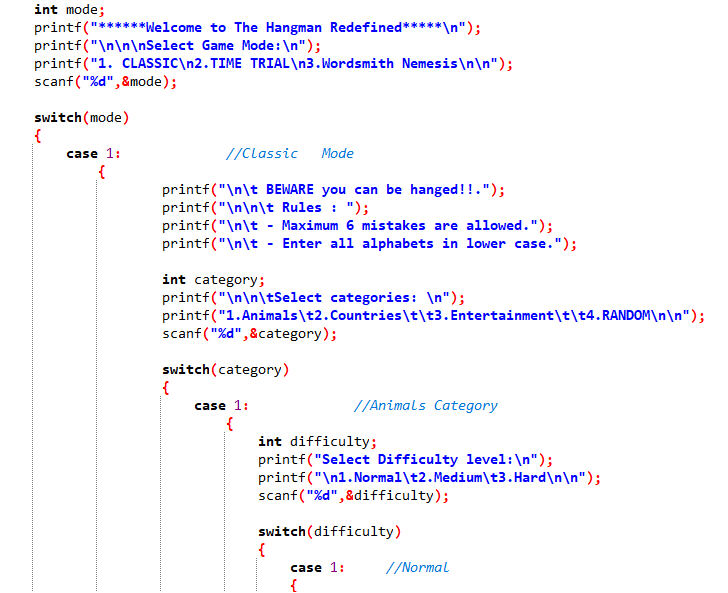 int mode;
printf("******Welcome to The Hangman Redefined*****\n");
printf("\n\n\nSelect Game Mode:\n");
printf("1. CLASSIC\n2.TIME TRIAL\n3.Wordsmith Nemesis\n\n");
scanf("%d",&mode);
switch(mode)
{
case 1: //Classic Mode
{
printf("\n\t BEWARE you can be hanged!!.");
printf("\n\n\t Rules : ");
printf("\n\t - Maximum 6 mistakes are allowed.");
printf("\n\t - Enter all alphabets in lower case.");
int category;
printf("\n\n\tSelect categories: \n");
printf("1.Animals\t2.Countries\t\t3.Entertainment\t\t4.RANDOM\n\n");
scanf("%d",&category);
switch(category)
{
case 1: //Animals Category
{
int difficulty;
printf("Select Difficulty level:\n");
printf("\n1.Normal\t2.Medium\t3.Hard\n\n");
scanf("%d",&difficulty);
switch(difficulty)
{
case 1: //Normal
{